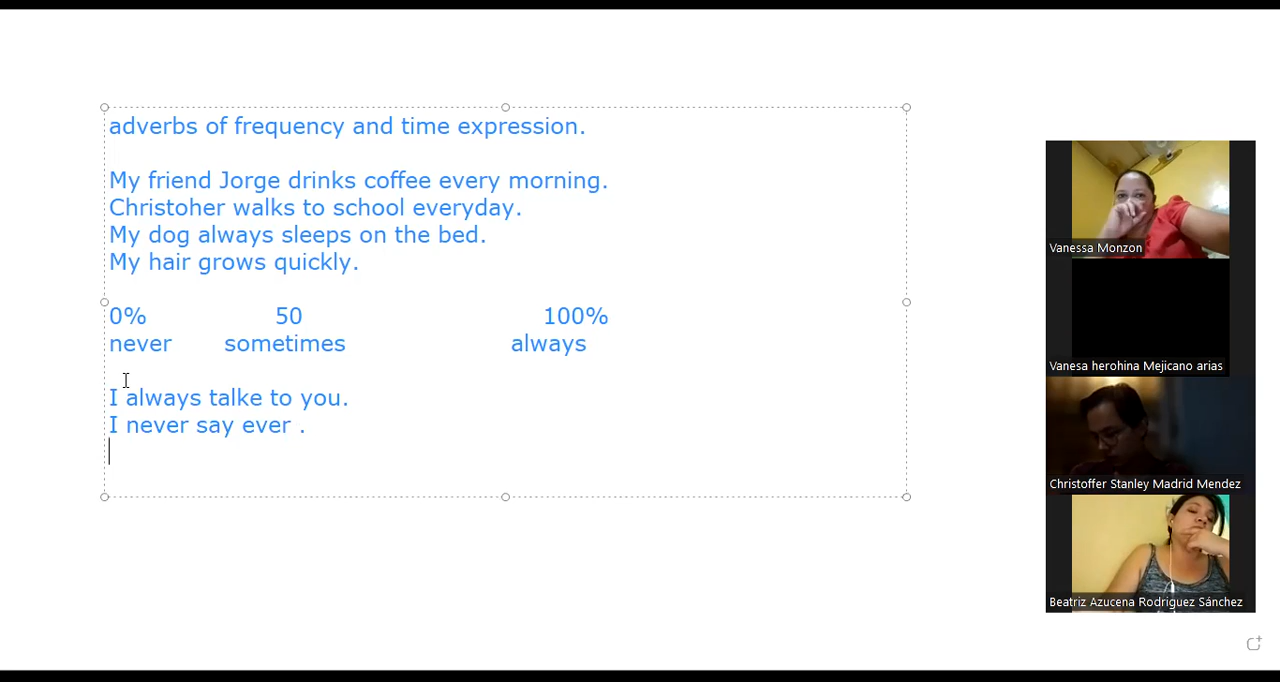 adverbs of frequency and time expression.
My friend Jorge drinks coffee every morning.
Christoher walks to school everyday.
My dog always sleeps on the bed.
My hair grows quickly.
0% 50 100%
never sometimes always
I always talke to you.
I never say ever .
Vanessa Monzon
Vanesa herohina Mejicano arias
Christoffer Stanley Madrid Mendez
Beatriz Azucena Rodriguez Sánchez